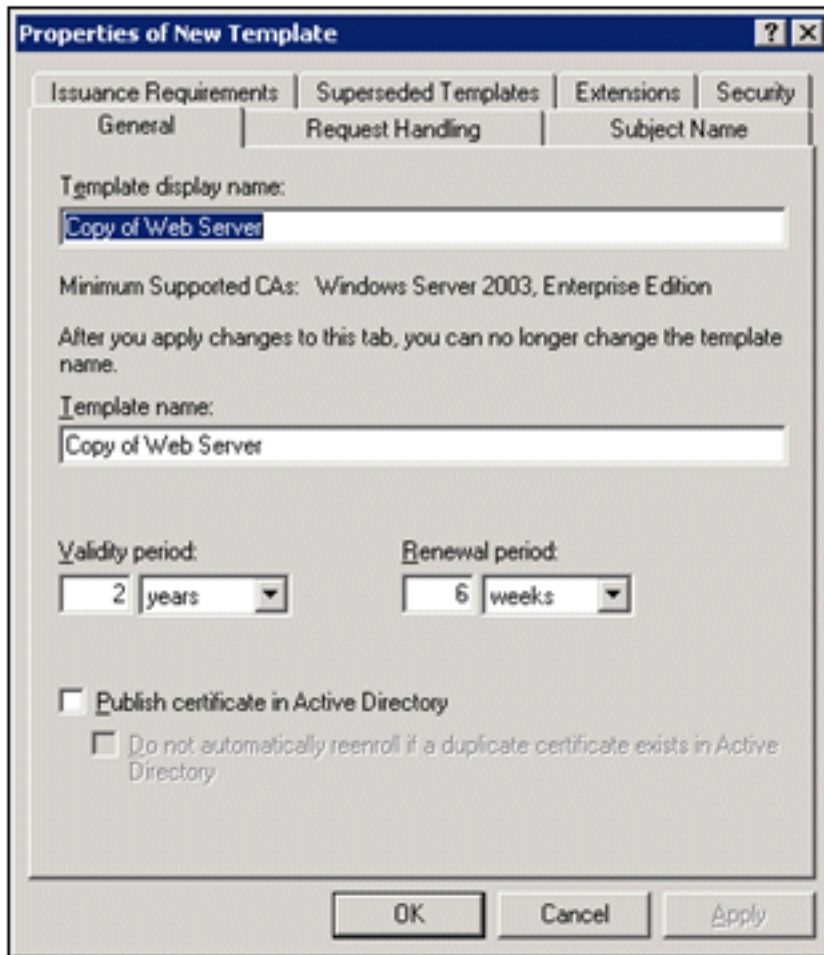 Properties of New Template
Issuance Requirements
Superseded Templates
Extensions
Security
General
Request Handling
Subject Name
Template display name:
Copy of Web Server
Minimum Supported CAs: Windows Server 2003, Enterprise Edition
After you apply changes to this tab, you can no longer change the template
name.
Template name:
Copy of Web Server
Validity period:
Renewal period:
2 years
6 weeks
Publish certificate in Active Directory
Do not automatically reenroll if a duplicate certificate exists in Active
Directory
OK
Cancel
Apply